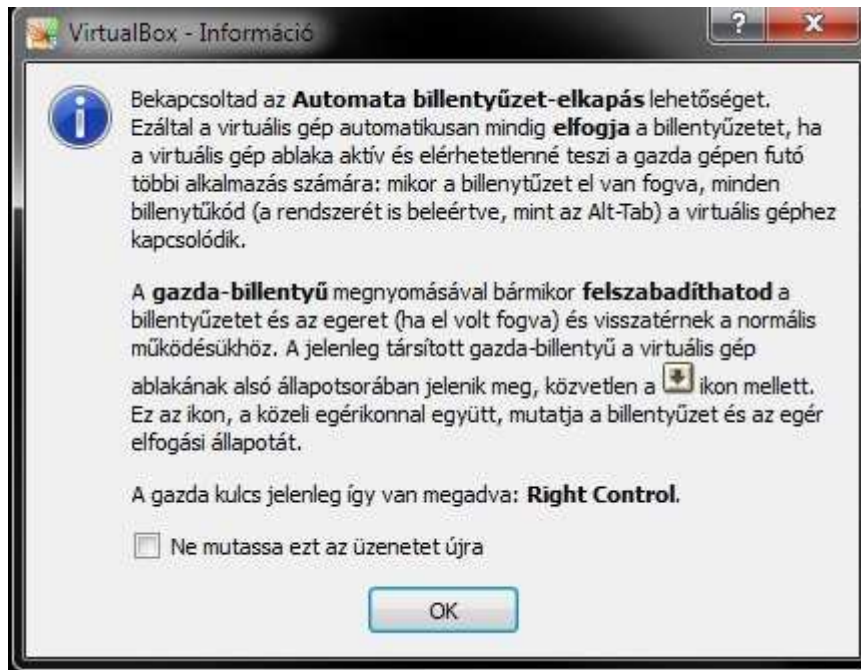 VirtualBox - Információ
?
X
Bekapcsoltad az Automata billentyűzet-elkapás lehetőséget.
Ezáltal a virtuális gép automatikusan mindig elfogja a billentyűzetet, ha
a virtuális gép ablaka aktív és elérhetetlenné teszi a gazda gépen futó
többi alkalmazás számára: mikor a billenytűzet el van fogva, minden
billenytűkód (a rendszerét is beleértve, mint az Alt-Tab) a virtuális géphez
kapcsolódik.
A gazda-billentyű megnyomásával bármikor felszabadíthatod a
billentyűzetet és az egeret (ha el volt fogva) és visszatérnek a normális
működésükhöz. A jelenleg társított gazda-billentyű a virtuális gép
ablakának alsó állapotsorában jelenik meg, közvetlen a ikon mellett.
Ez az ikon, a közeli egérikonnal együtt, mutatja a billentyűzet és az egér
elfogási állapotát.
A gazda kulcs jelenleg így van megadva: Right Control.
Ne mutassa ezt az üzenetet újra
OK